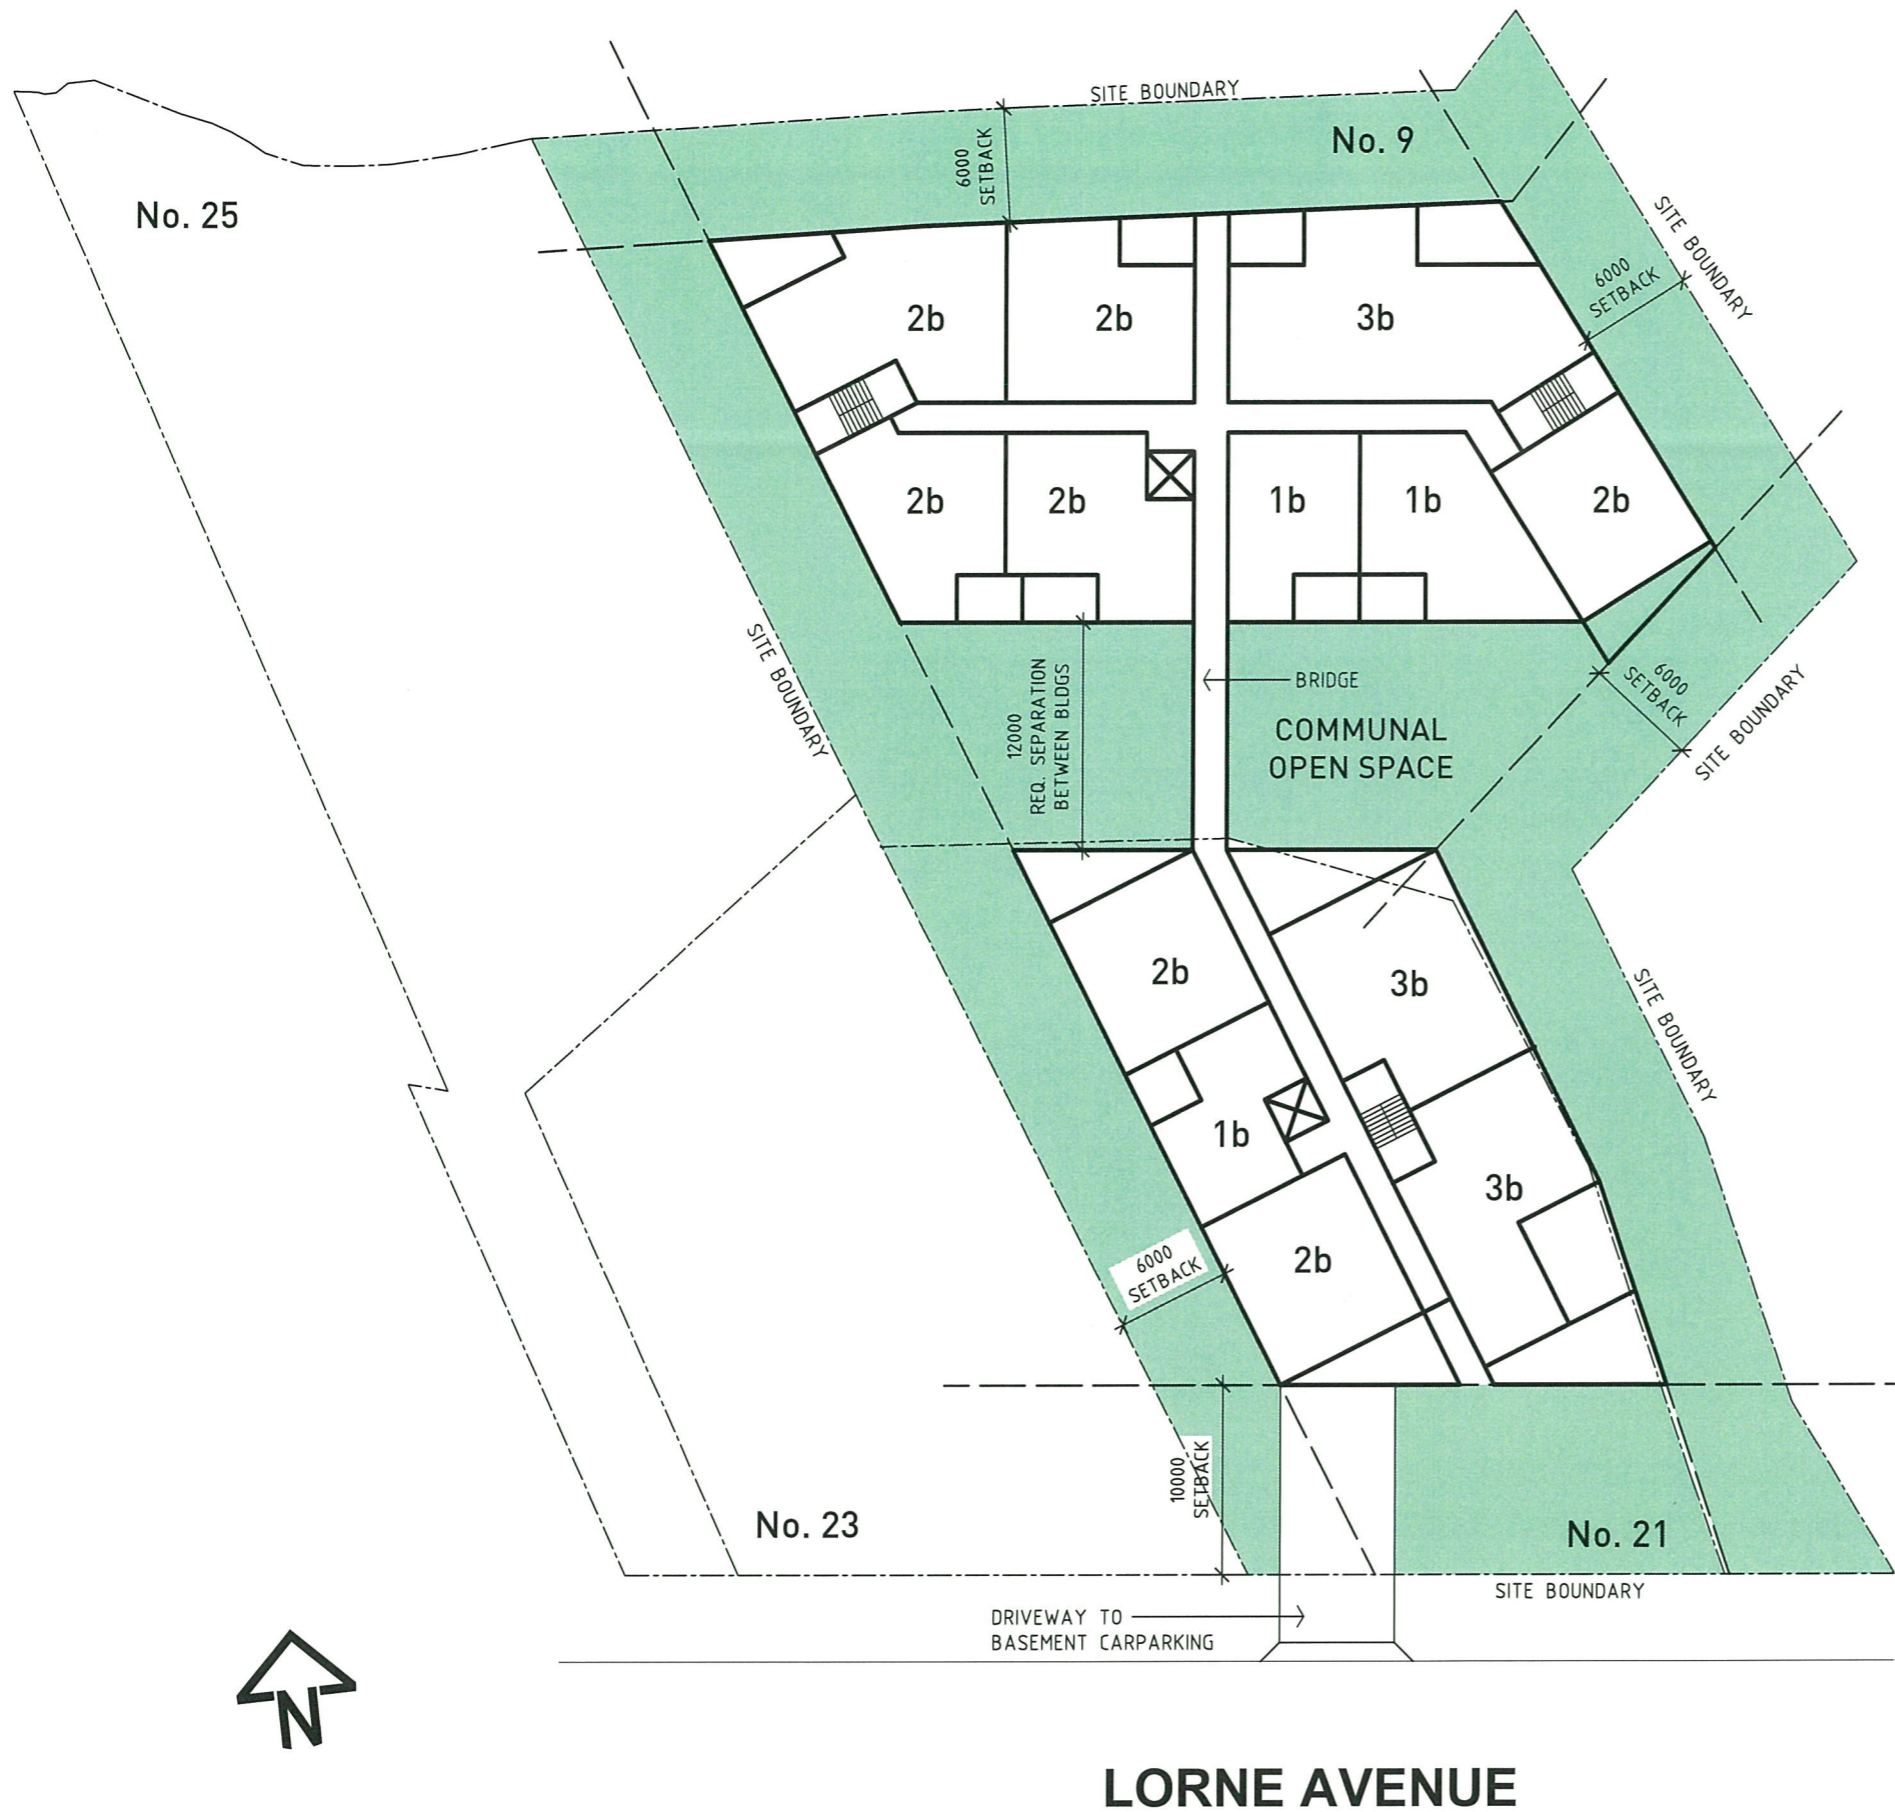 SITE BOUNDARY
No. 9
6000
SETBACK
No. 25
SITE BOUNDARY
6000
SETBACK
2b
2b
3b
2b
2b
1b
1b
2b
SITE BOUNDARY
12000
REQ. SEPARATION
BETWEEN BLDGS
BRIDGE
COMMUNAL
OPEN SPACE
6000
SETBACK
SITE BOUNDARY
2b
3b
SITE BOUNDARY
1b
3b
6000
SETBACK
2b
10000
SETBACK
No. 23
No. 21
SITE BOUNDARY
DRIVEWAY TO
BASEMENT CARPARKING
N
LORNE AVENUE